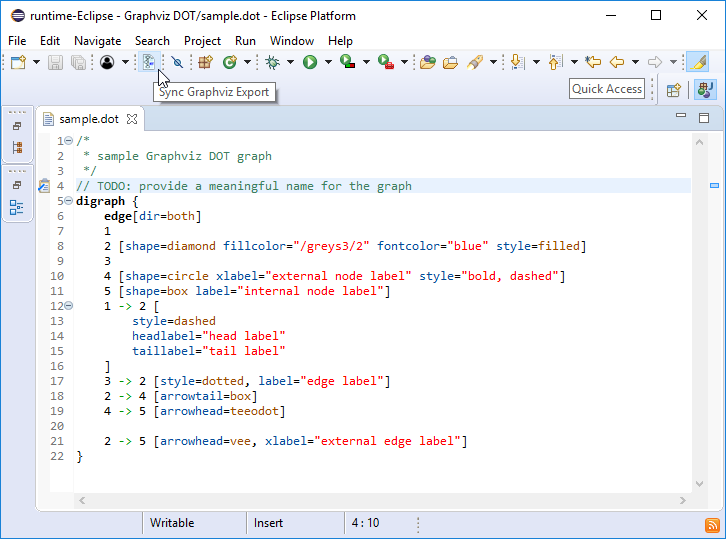 runtime-Eclipse - Graphviz DOT/sample.dot - Eclipse Platform
File Edit Navigate Search Project Run Window Help
Sync Graphviz Export
Quick Access
sample.dot
1 /*
2  * sample Graphviz DOT graph
3  */
4 // TODO: provide a meaningful name for the graph
5 digraph {
6     edge[dir=both]
7     1
8     2 [shape=diamond fillcolor="/greys3/2" fontcolor="blue" style=filled]
9     3
10     4 [shape=circle xlabel="external node label" style="bold, dashed"]
11     5 [shape=box label="internal node label"]
12     1 -> 2 [
13         style=dashed
14         headlabel="head label"
15         taillabel="tail label"
16     ]
17     3 -> 2 [style=dotted, label="edge label"]
18     2 -> 4 [arrowtail=box]
19     4 -> 5 [arrowhead=teeodot]
20
21     2 -> 5 [arrowhead=vee, xlabel="external edge label"]
22 }
Writable Insert 4 : 10